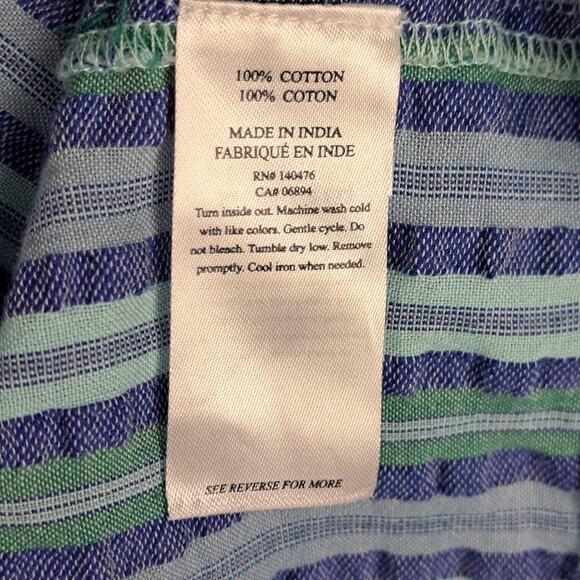 100% COTTON
100% COTON
MADE IN INDIA
FABRIQUÉ EN INDE
RN# 140476
CA# 06894
Turn inside out. Machine wash cold
with like colors. Gentle cycle. Do
not bleach. Tumble dry low. Remove
promptly. Cool iron when needed.
SEE REVERSE FOR MORE